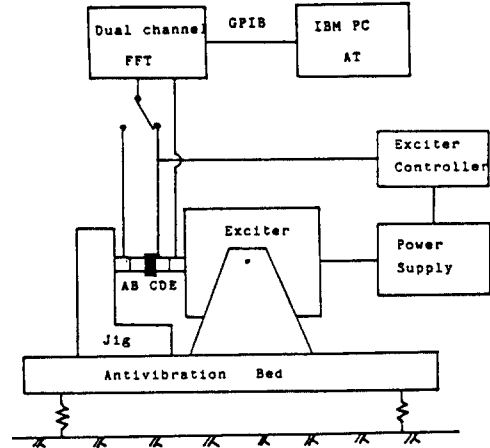 Dual channel
FFT
GPIB
IBM PC
AT
Exciter
Controller
Exciter
Power
Supply
AB CDE
Jig
Antivibration Bed